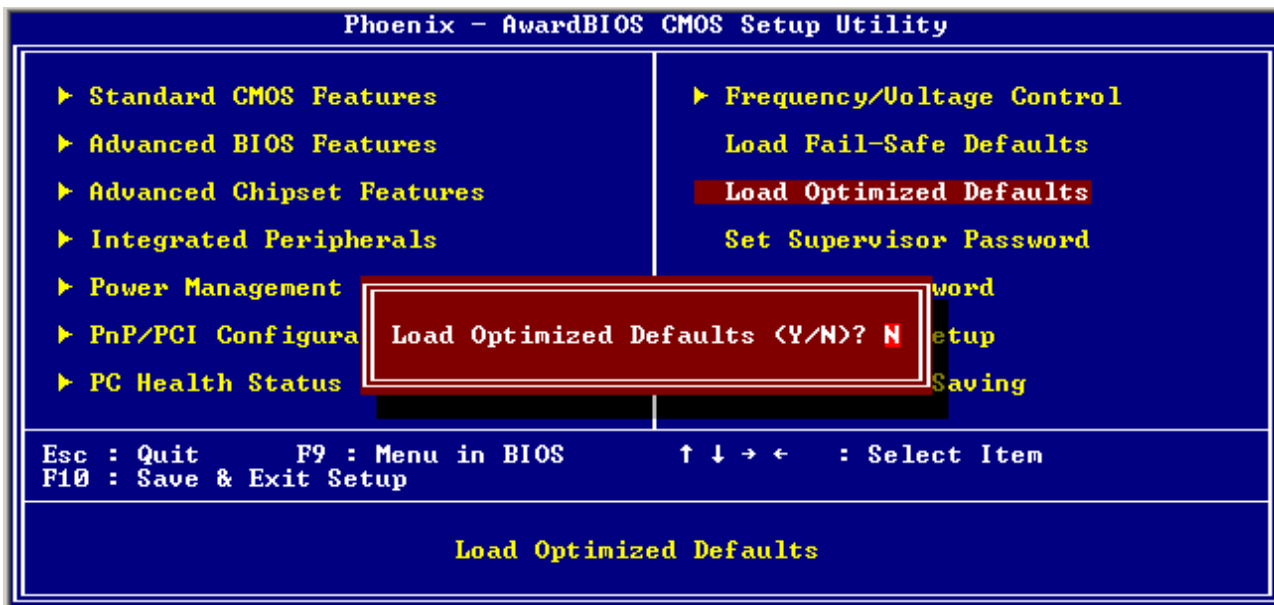 Phoenix - AwardBIOS CMOS Setup Utility
▶ Standard CMOS Features
▶ Advanced BIOS Features
▶ Advanced Chipset Features
▶ Integrated Peripherals
▶ Power Management
▶ PnP/PCI Configura
▶ PC Health Status
▶ Frequency/Voltage Control
Load Fail-Safe Defaults
Load Optimized Defaults
Set Supervisor Password
word
etup
Saving
Load Optimized Defaults (Y/N)? N
Esc : Quit F9 : Menu in BIOS ↑ ↓ → ← : Select Item
F10 : Save & Exit Setup
Load Optimized Defaults